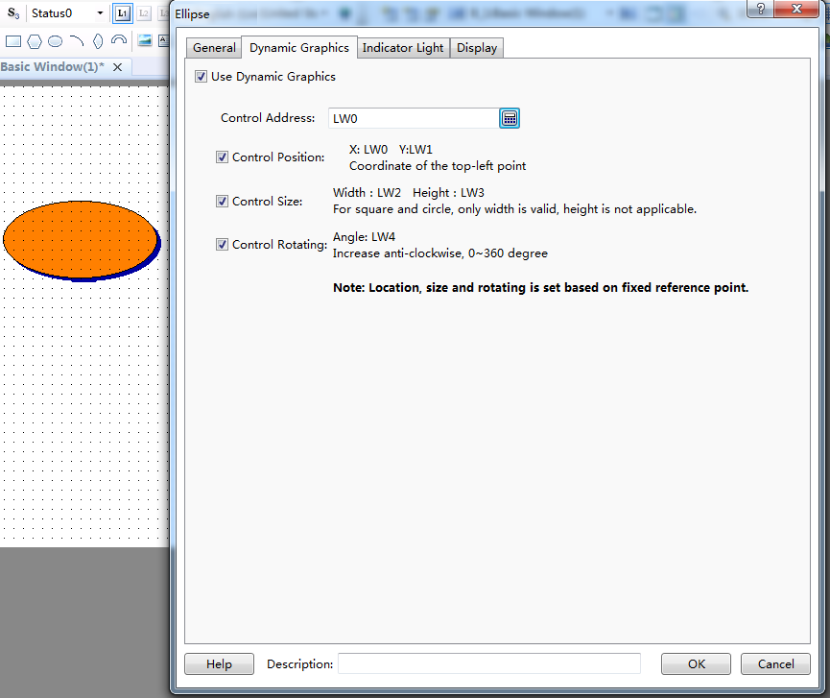 Ellipse
S0 Status0 L1 L2
Basic Window(1)*
General Dynamic Graphics Indicator Light Display
Use Dynamic Graphics
Control Address: LW0
Control Position: X: LW0 Y:LW1
Coordinate of the top-left point
Control Size: Width : LW2 Height : LW3
For square and circle, only width is valid, height is not applicable.
Control Rotating: Angle: LW4
Increase anti-clockwise, 0~360 degree
Note: Location, size and rotating is set based on fixed reference point.
Help Description: OK Cancel